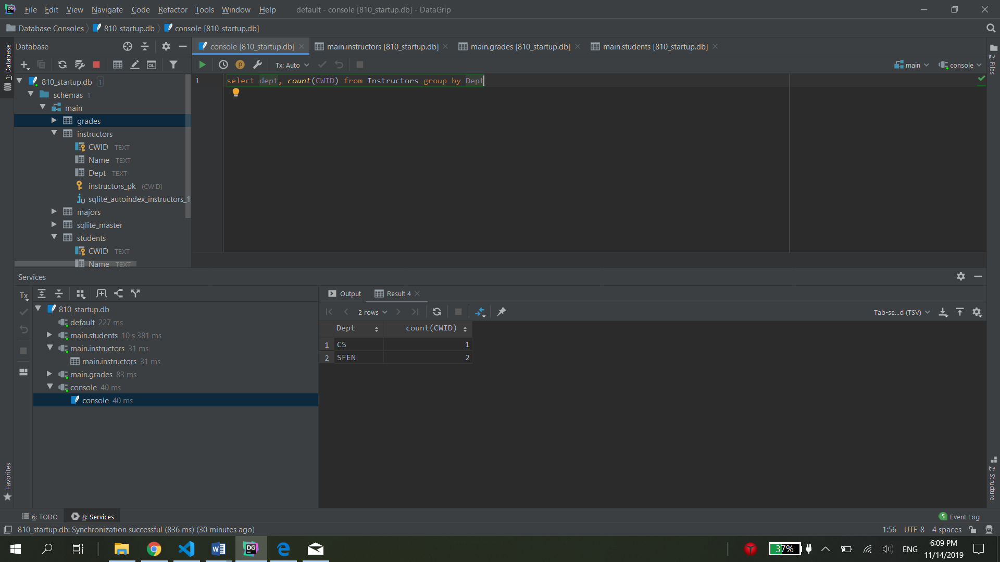 File Edit View Navigate Code Refactor Tools Window Help default - console [810_startup.db] - DataGrip
Database Consoles 810_startup.db console [810_startup.db]
1: Database
Database
console [810_startup.db] main.instructors [810_startup.db] main.grades [810_startup.db] main.students [810_startup.db]
QL
Tx: Auto
main console
2: Files
810_startup.db 1
schemas 1
main
grades
instructors
CWID TEXT
Name TEXT
Dept TEXT
instructors_pk (CWID)
sqlite_autoindex_instructors_1
majors
sqlite_master
students
CWID TEXT
Name TEXT
1 select dept, count(CWID) from Instructors group by Dept
Services
Tx
810_startup.db
default 227 ms
main.students 10 s 381 ms
main.instructors 31 ms
main.instructors 31 ms
main.grades 83 ms
console 40 ms
console 40 ms
Output Result 4
2 rows Tab-se...d (TSV)
Dept count(CWID)
1 CS 1
2 SFEN 2
Favorites
7: Structure
6: TODO 8: Services 5 Event Log
810_startup.db: Synchronization successful (836 ms) (30 minutes ago) 1:56 UTF-8 4 spaces
DG
37% ENG 6:09 PM
11/14/2019